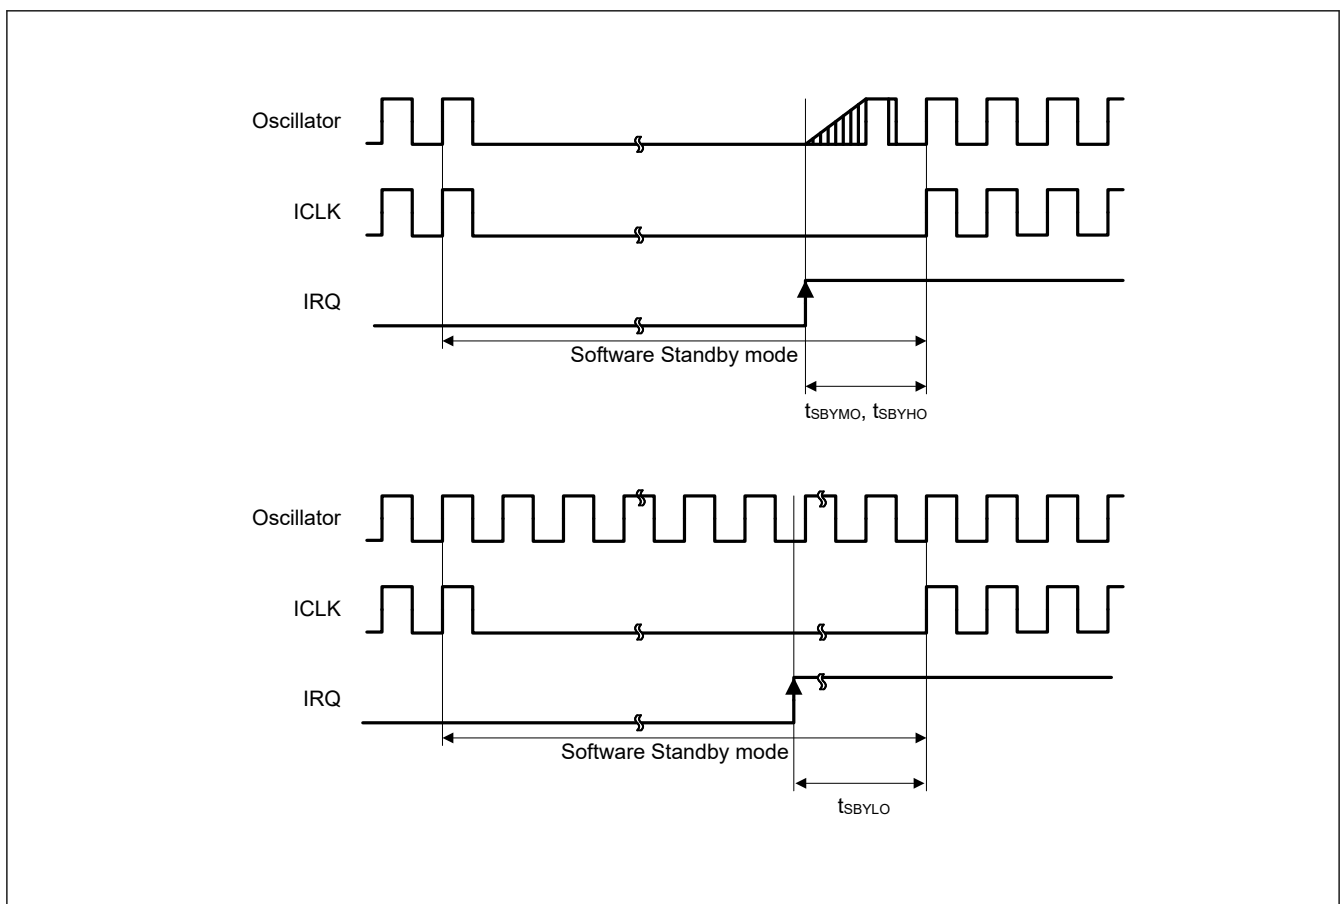 Oscillator
ICLK
IRQ
Software Standby mode
tSBYMO, tSBYHO
Oscillator
ICLK
IRQ
Software Standby mode
tSBYLO